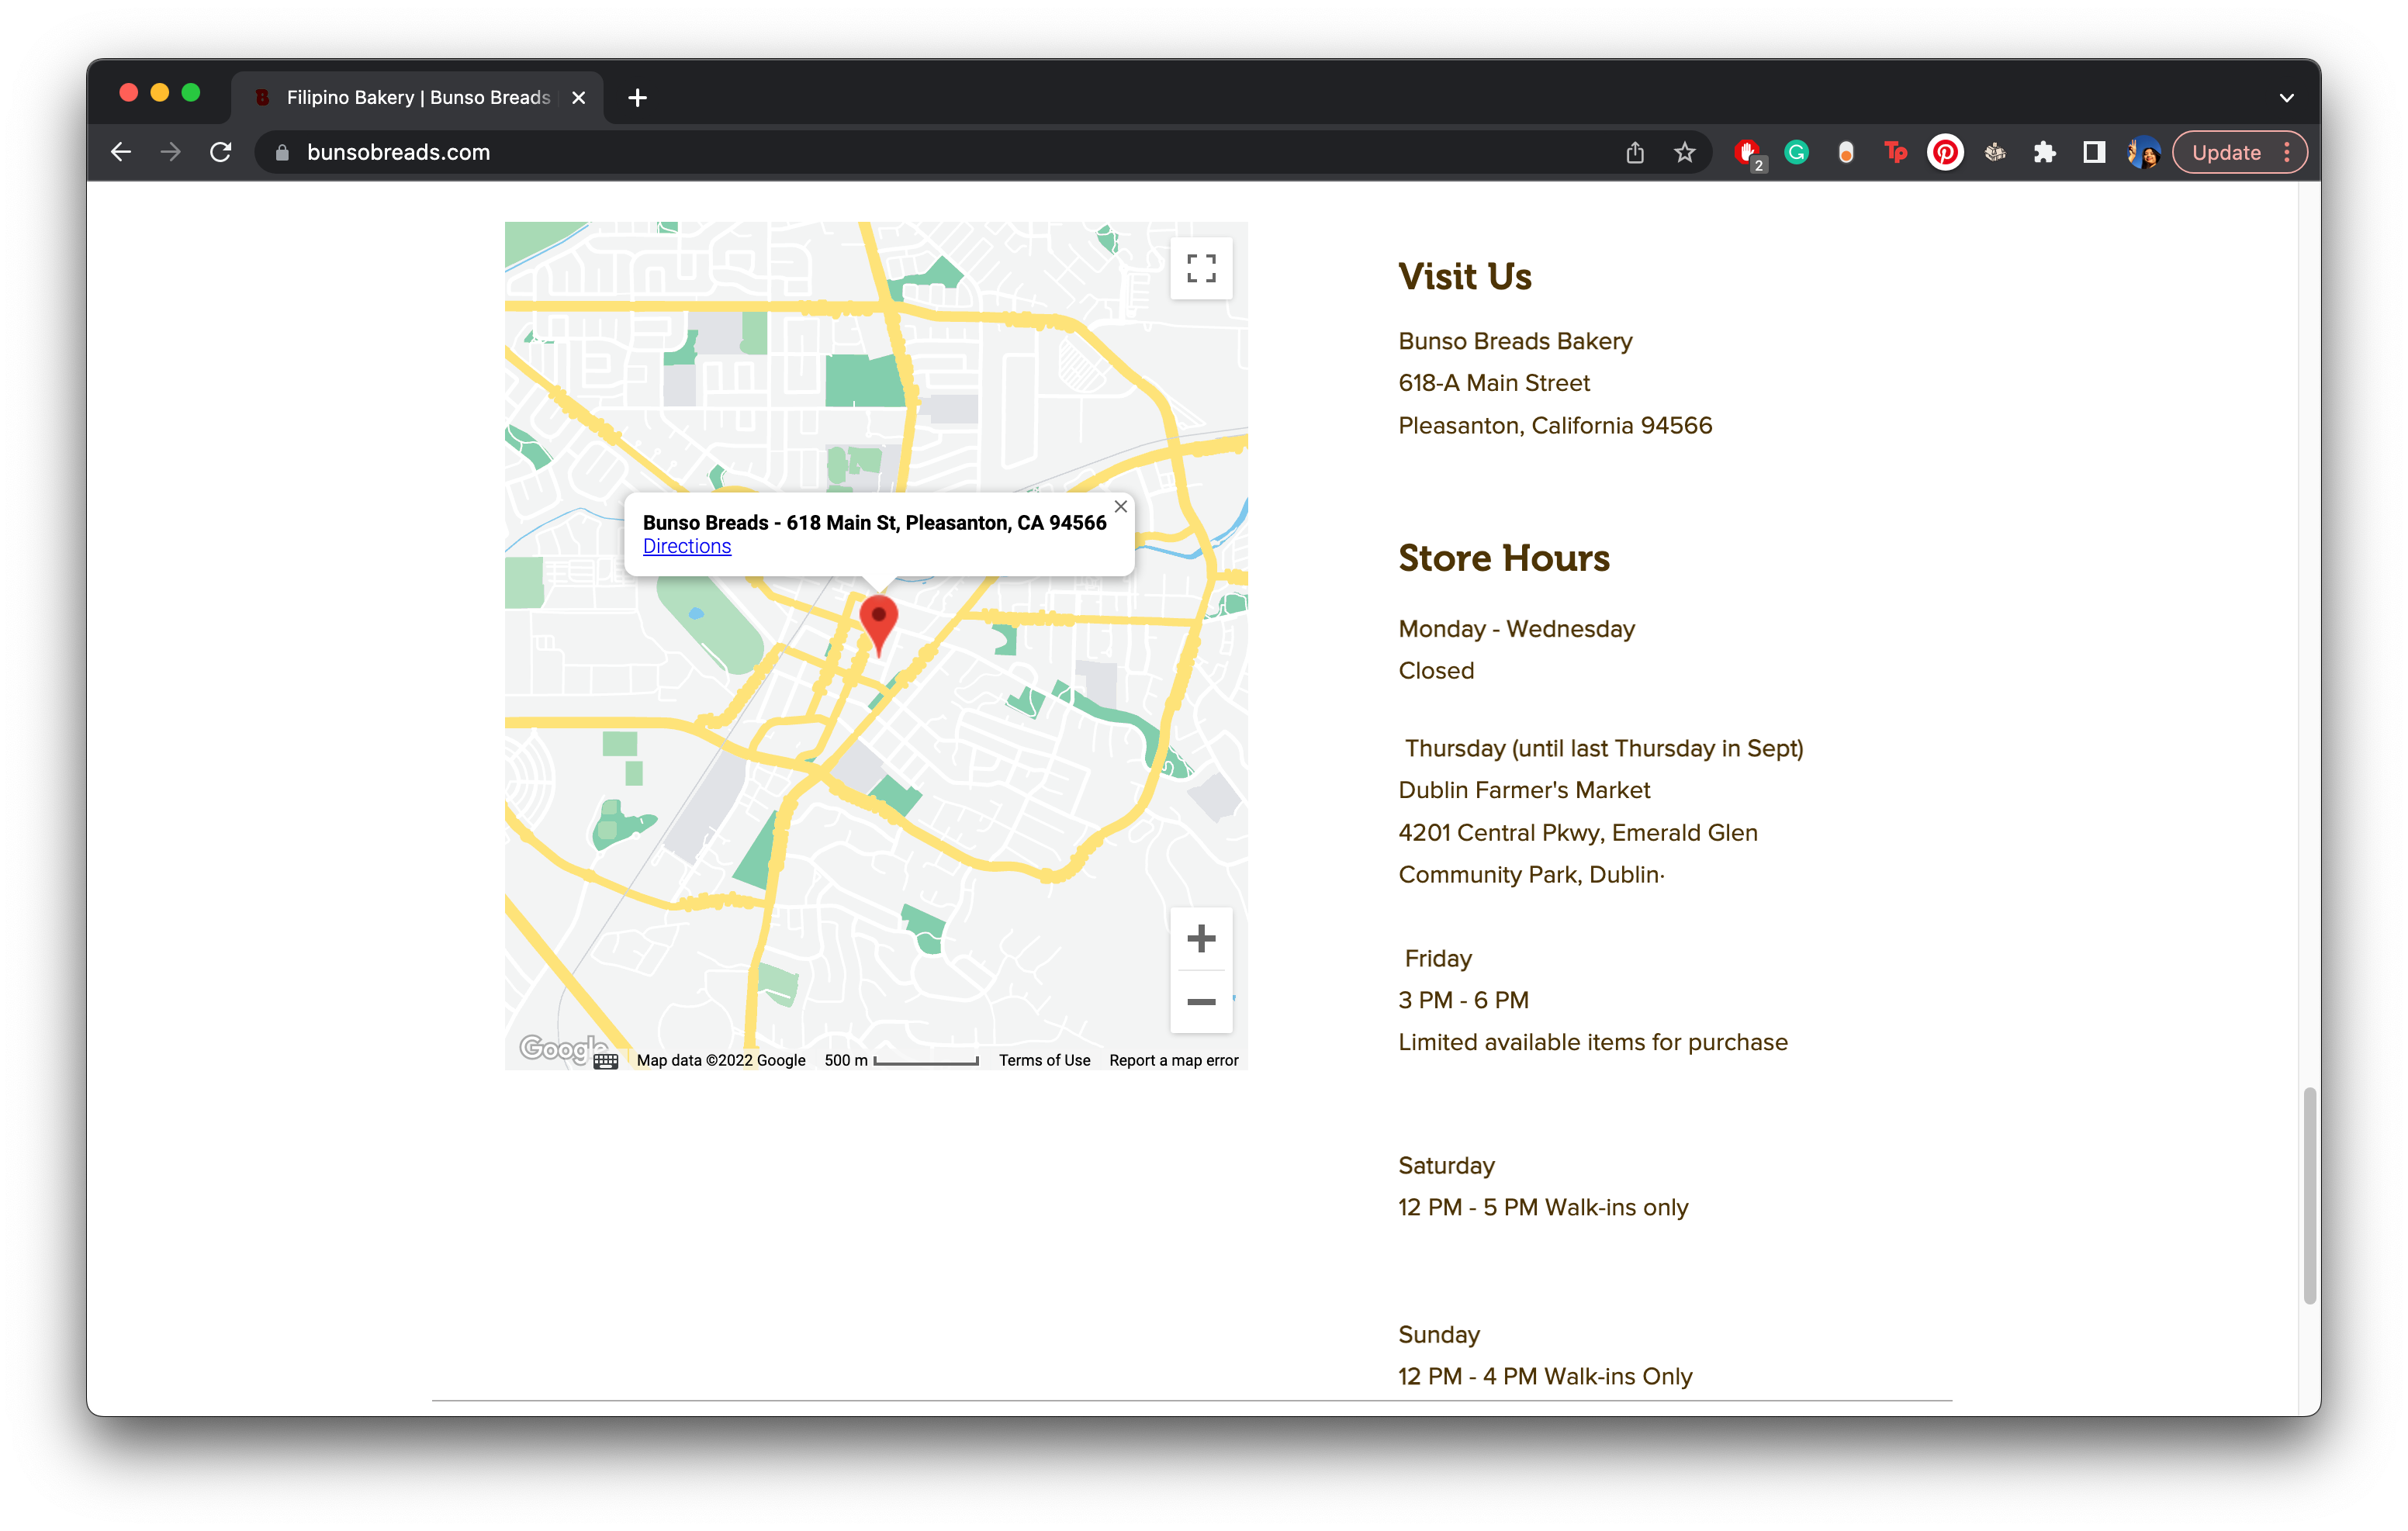 Filipino Bakery | Bunso Breads
bunsobreads.com
2
Update
Visit Us
Bunso Breads Bakery
618-A Main Street
Pleasanton, California 94566
Bunso Breads - 618 Main St, Pleasanton, CA 94566
Directions
Store Hours
Monday - Wednesday
Closed
Thursday (until last Thursday in Sept)
Dublin Farmer's Market
4201 Central Pkwy, Emerald Glen
Community Park, Dublin·
Friday
3 PM - 6 PM
Limited available items for purchase
Google
Map data ©2022 Google
500 m
Terms of Use
Report a map error
Saturday
12 PM - 5 PM Walk-ins only
Sunday
12 PM - 4 PM Walk-ins Only